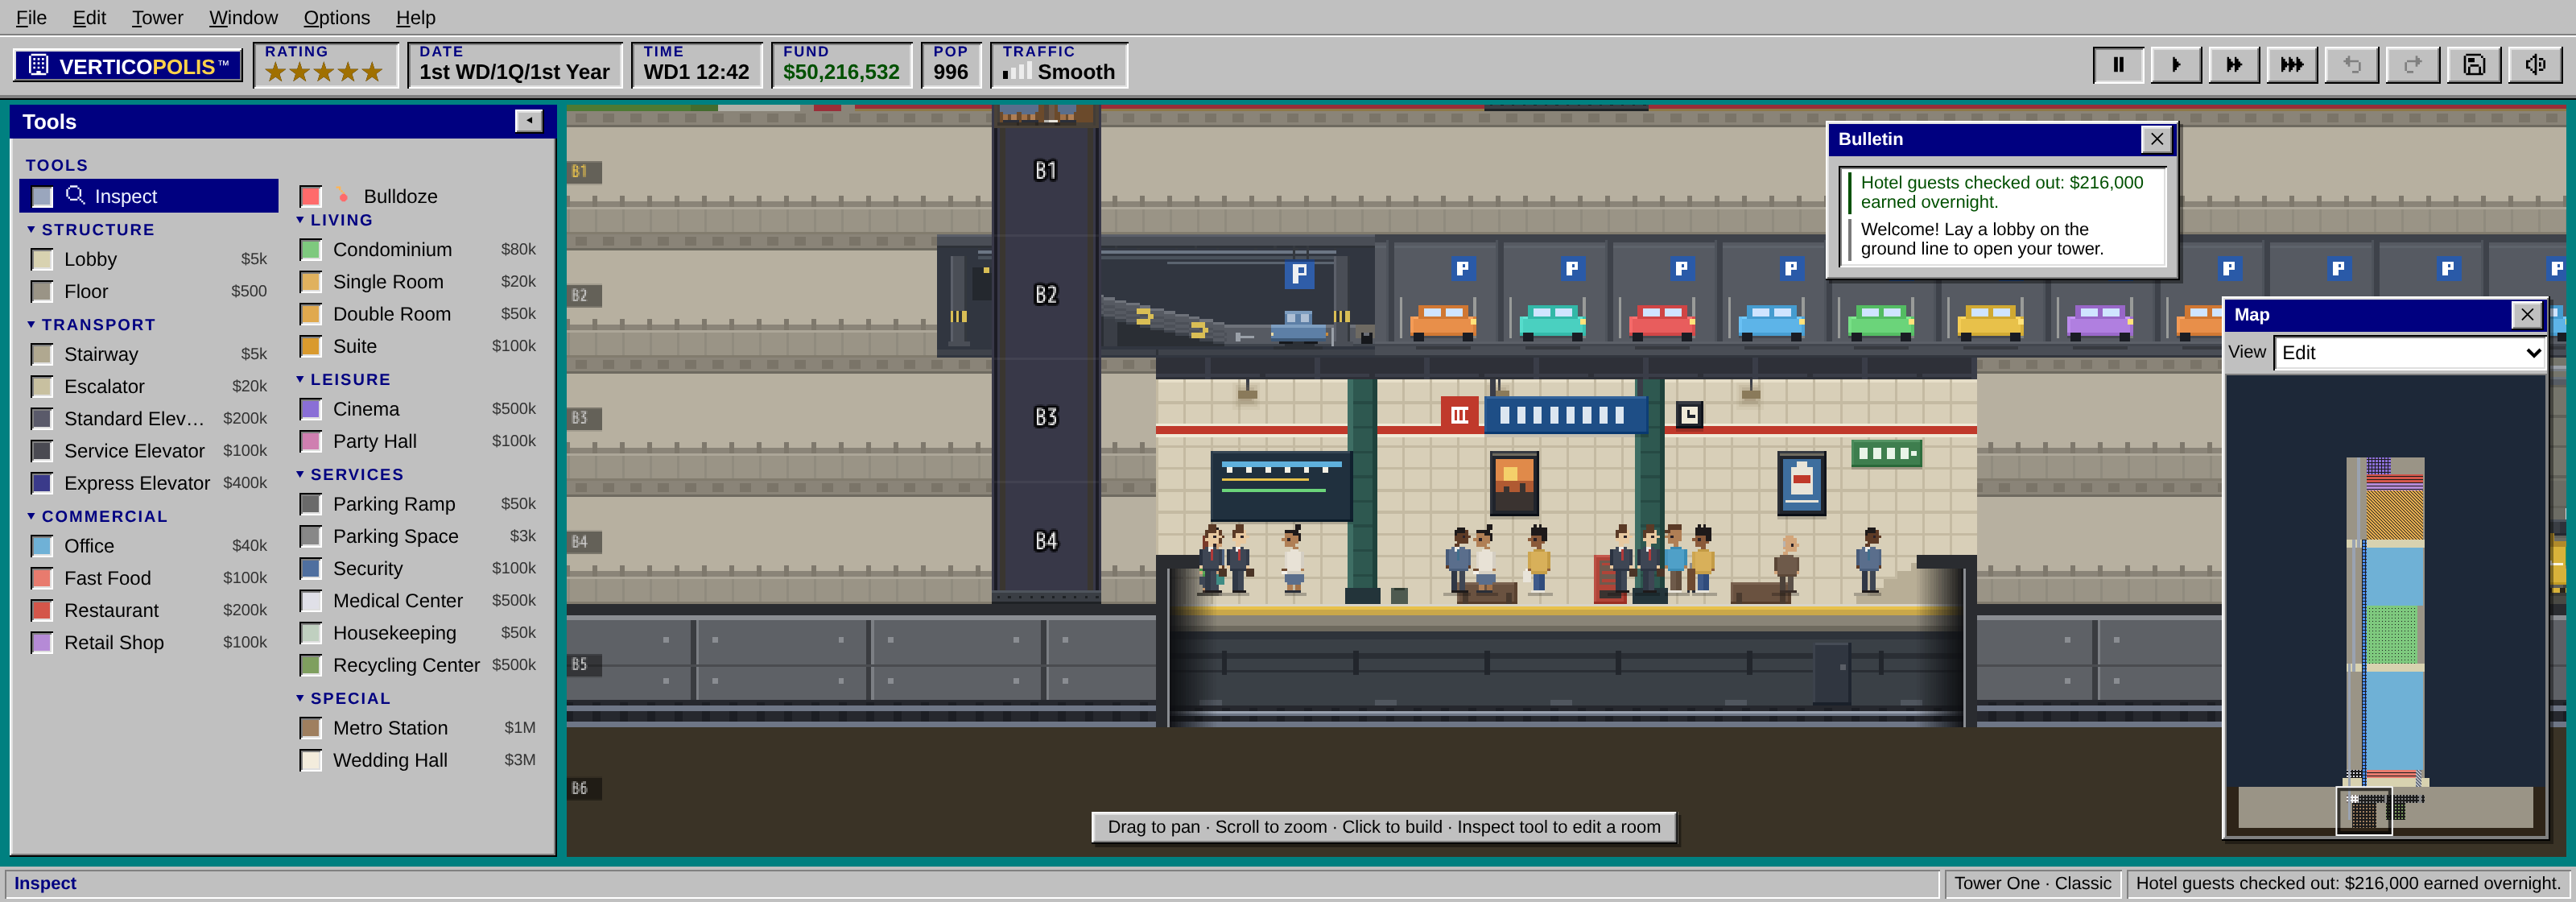 File Edit Tower Window Options Help
VERTICOPOLIS™
RATING
★★★★★
DATE
1st WD/1Q/1st Year
TIME
WD1 12:42
FUND
$50,216,532
POP
996
TRAFFIC
Smooth
Tools
TOOLS
Inspect
STRUCTURE
Lobby $5k
Floor $500
TRANSPORT
Stairway $5k
Escalator $20k
Standard Elev… $200k
Service Elevator $100k
Express Elevator $400k
COMMERCIAL
Office $40k
Fast Food $100k
Restaurant $200k
Retail Shop $100k
Bulldoze
LIVING
Condominium $80k
Single Room $20k
Double Room $50k
Suite $100k
LEISURE
Cinema $500k
Party Hall $100k
SERVICES
Parking Ramp $50k
Parking Space $3k
Security $100k
Medical Center $500k
Housekeeping $50k
Recycling Center $500k
SPECIAL
Metro Station $1M
Wedding Hall $3M
B1
B2
B3
B4
B5
B6
B1
B2
B3
B4
P
P P P P P P P P
Bulletin
Hotel guests checked out: $216,000
earned overnight.
Welcome! Lay a lobby on the
ground line to open your tower.
Map
View Edit
Drag to pan · Scroll to zoom · Click to build · Inspect tool to edit a room
Inspect
Tower One · Classic
Hotel guests checked out: $216,000 earned overnight.